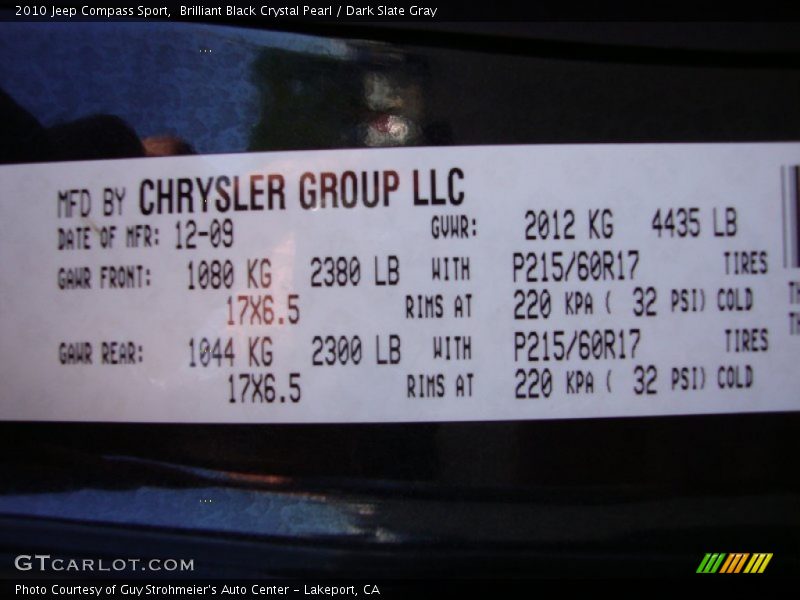 2010 Jeep Compass Sport,  Brilliant Black Crystal Pearl / Dark Slate Gray
MFD BY CHRYSLER GROUP LLC
DATE OF MFR: 12-09 GVWR: 2012 KG 4435 LB
GAWR FRONT: 1080 KG 2380 LB WITH P215/60R17 TIRES
17X6.5 RIMS AT 220 KPA ( 32 PSI) COLD
GAWR REAR: 1044 KG 2300 LB WITH P215/60R17 TIRES
17X6.5 RIMS AT 220 KPA ( 32 PSI) COLD
GTCARLOT.COM
Photo Courtesy of Guy Strohmeier's Auto Center - Lakeport, CA